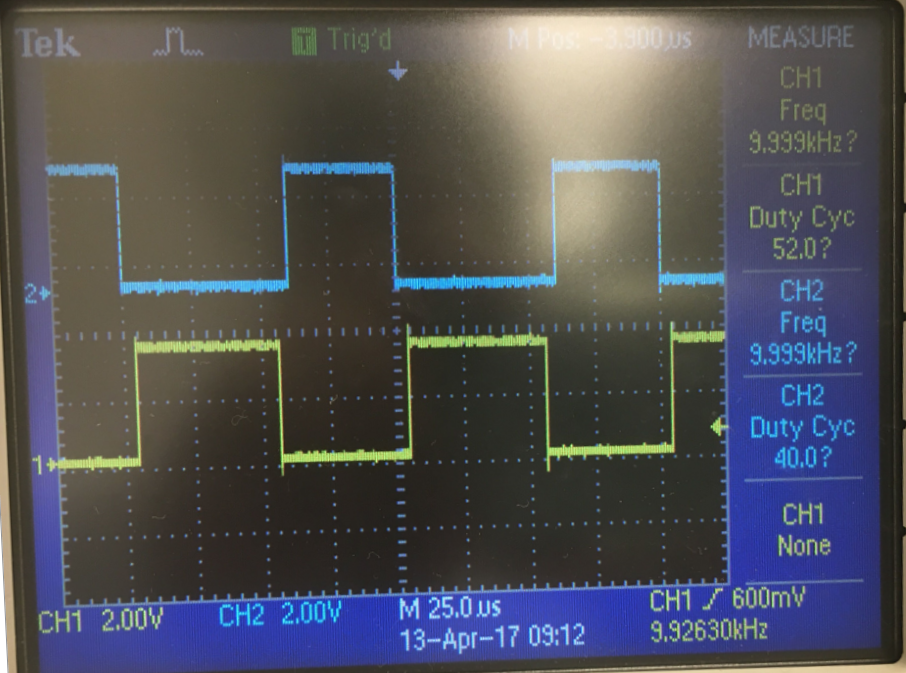 Tek Trig'd M Pos: -3.900µs MEASURE
CH1
Freq
9.999kHz?
CH1
Duty Cyc
52.0?
CH2
Freq
9.999kHz?
CH2
Duty Cyc
40.0?
CH1
None
2
1
CH1 2.00V CH2 2.00V M 25.0µs CH1 600mV
13-Apr-17 09:12 9.92630kHz